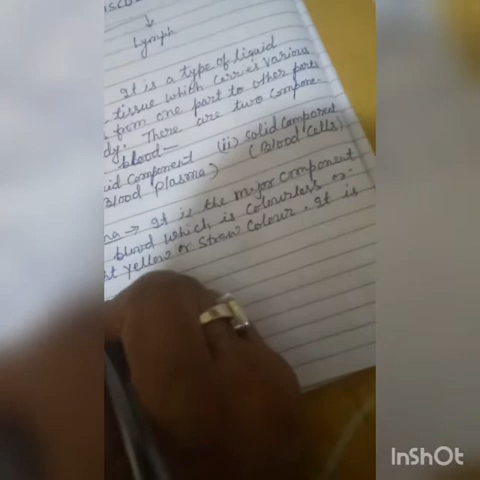 Lymph
It is a type of liquid
tissue which carries various
from one part to other parts
dy. There are two compone-
blood—
id component (ii) solid component
Blood plasma) (Blood Cells)
ma → It is the major component
blood which is colourless or
ht yellow or straw colour. It is
InShOt